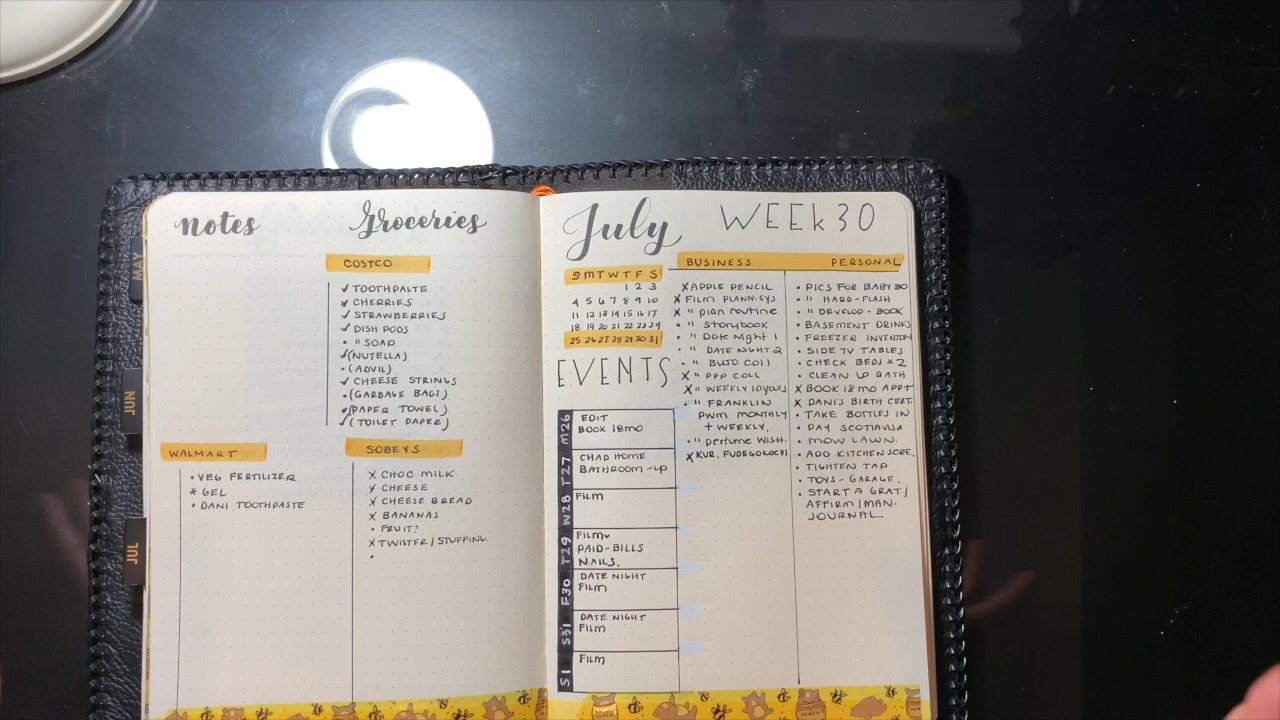 MAY
JUN
JUL
notes
Groceries
COSTCO
✓ TOOTHPASTE
✓ CHERRIES
✓ STRAWBERRIES
✓ DISH PODS
• " SOAP
✓ (NUTELLA)
• (ADVIL)
✓ CHEESE STRINGS
• (GARBAGE BAGS)
• (PAPER TOWEL)
✓ (TOILET PAPER)
WALMART
• VEG FERTILIZER
* GEL
• DANI TOOTHPASTE
SOBEYS
X CHOC MILK
X CHEESE
X CHEESE BREAD
X BANANAS
• FRUIT?
X TWISTER / STUFFING
•
July
WEEK 30
S M T W T F S
1 2 3
4 5 6 7 8 9 10
11 12 13 14 15 16 17
18 19 20 21 22 23 24
25 26 27 28 29 30 31
EVENTS
M26
EDIT
BOOK 18mo
T27
CHAD HOME
BATHROOM -UP
W28
FILM
T29
FILM
PAID-BILLS
NAILS.
F30
DATE NIGHT
FILM
S31
DATE NIGHT
FILM
S1
FILM
BUSINESS
X APPLE PENCIL
X FILM PLANN. SYS
X " plan routine
• " Storybook
• " Date Night 1
• " DATE NIGHT 2
• " BUJO COLL
X " PPP COLL
X " WEEKLY
• " FRANKLIN
PWM MONTHLY
+ WEEKLY.
• " perfume WISH.
X KUR.
PERSONAL
• PICS FOR BABY BO
• " HARD-FLASH
• " DEVELOP - BOOK
• BASEMENT DRINKS
• FREEZER INVENTORY
• SIDE TV TABLES
• CHECK BEDS x 2
• CLEAN UP BATH
X BOOK 18 mo APPT
X DANI'S BIRTH CERT.
• TAKE BOTTLES IN
• PAY SCOTIAVISA
• MOW LAWN.
• ADD KITCHEN SCRE.
• TIGHTEN TAP
• TOYS - GARAGE.
• START A GRAT/
AFFIRM / MAN.
JOURNAL.